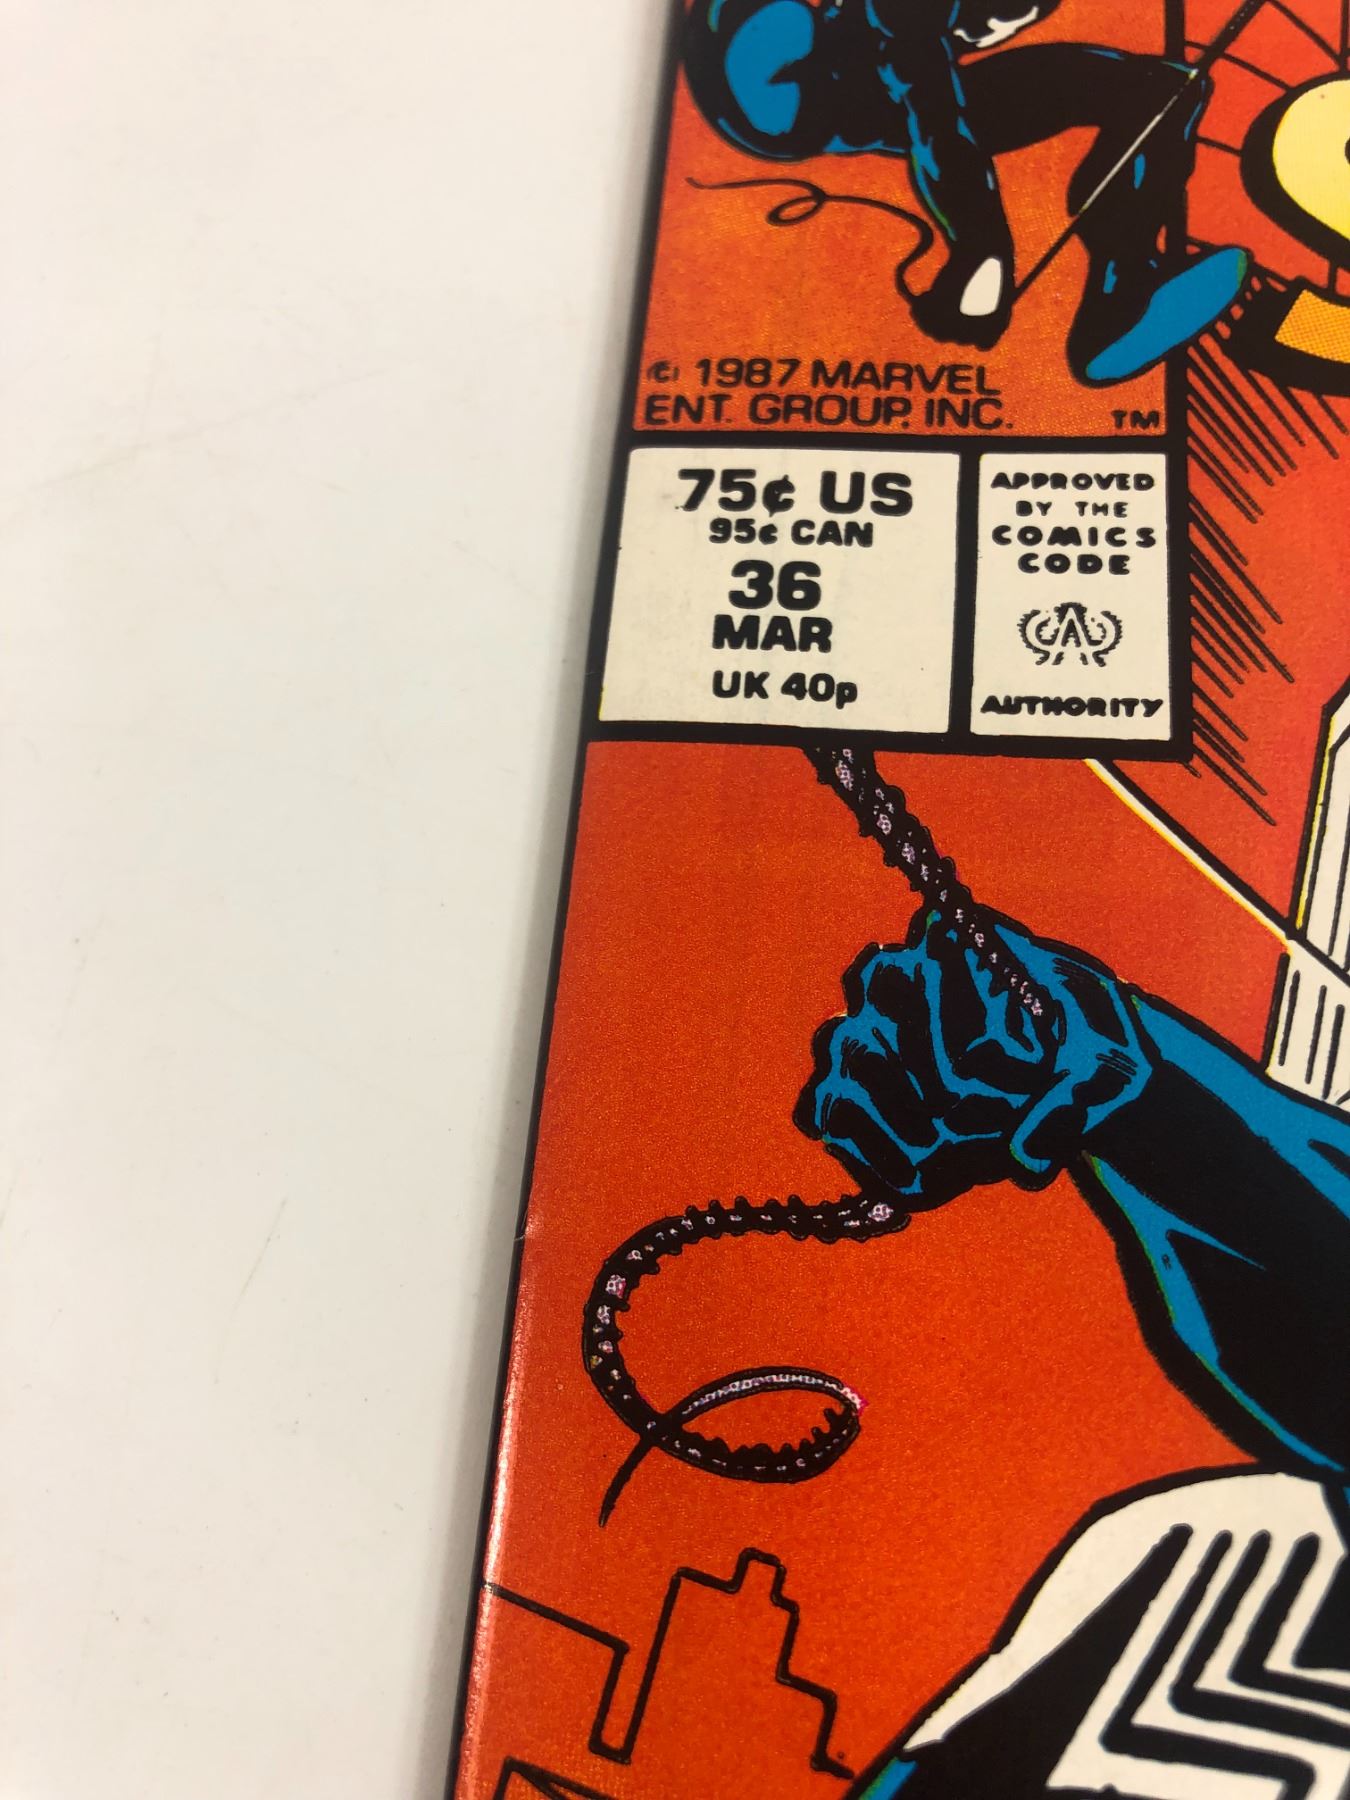 © 1987 MARVEL
ENT. GROUP, INC. TM
75¢ US
95¢ CAN
36
MAR
UK 40p
APPROVED
BY THE
COMICS
CODE
CA
AUTHORITY